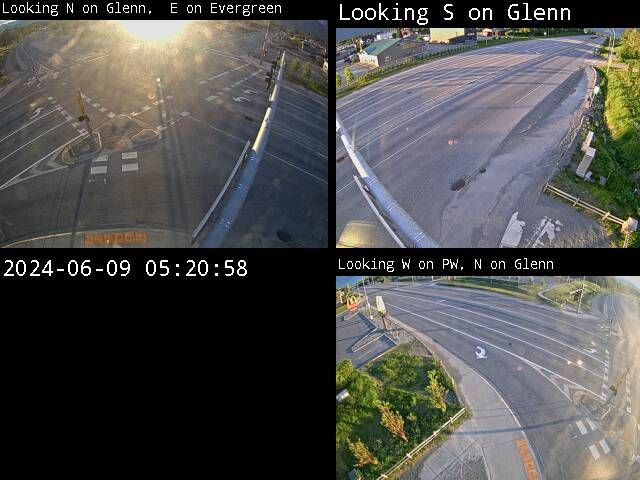 Looking N on Glenn,  E on Evergreen
Looking S on Glenn
2024-06-09 05:20:58
Looking W on PW, N on Glenn